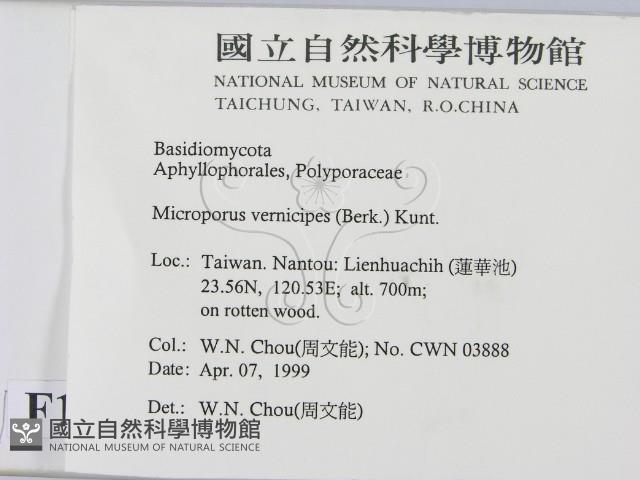 國立自然科學博物館
NATIONAL MUSEUM OF NATURAL SCIENCE
TAICHUNG, TAIWAN, R.O.CHINA
Basidiomycota
Aphyllophorales, Polyporaceae
Microporus vernicipes (Berk.) Kunt.
Loc.: Taiwan. Nantou: Lienhuachih (蓮華池)
23.56N, 120.53E; alt. 700m;
on rotten wood.
Col.: W.N. Chou(周文能); No. CWN 03888
Date: Apr. 07, 1999
Det.: W.N. Chou(周文能)
國立自然科學博物館
NATIONAL MUSEUM OF NATURAL SCIENCE